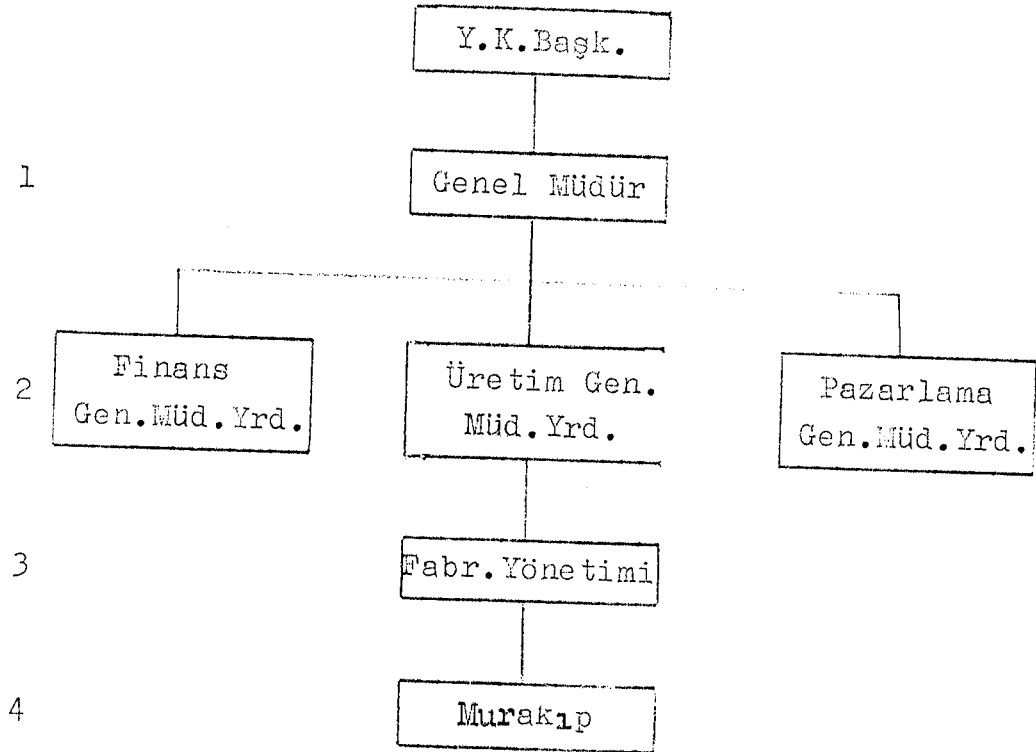 Y.K.Başk.
1
Genel Müdür
2
Finans
Gen.Müd.Yrd.
Üretim Gen.
Müd.Yrd.
Pazarlama
Gen.Müd.Yrd.
3
Fabr.Yönetimi
4
Murakıp